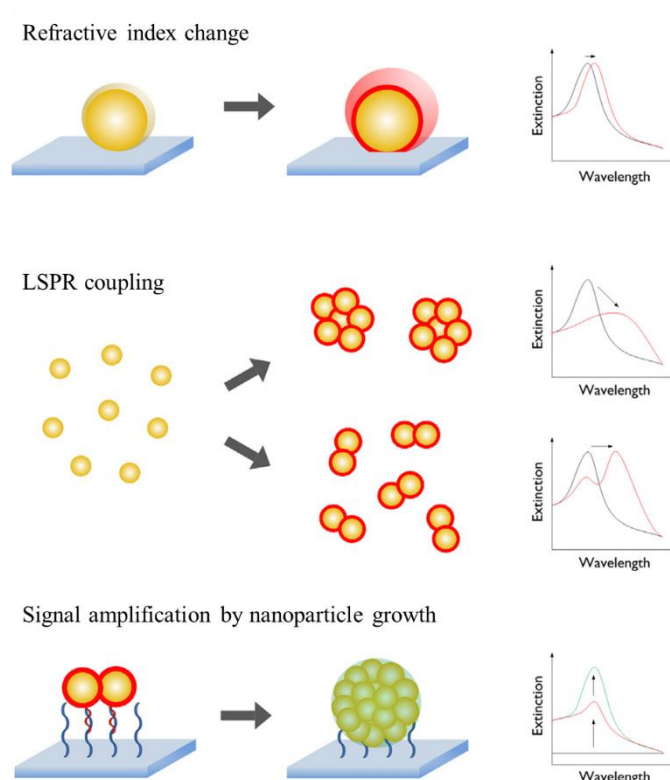 Refractive index change
Extinction
Wavelength
LSPR coupling
Extinction
Wavelength
Extinction
Wavelength
Signal amplification by nanoparticle growth
Extinction
Wavelength